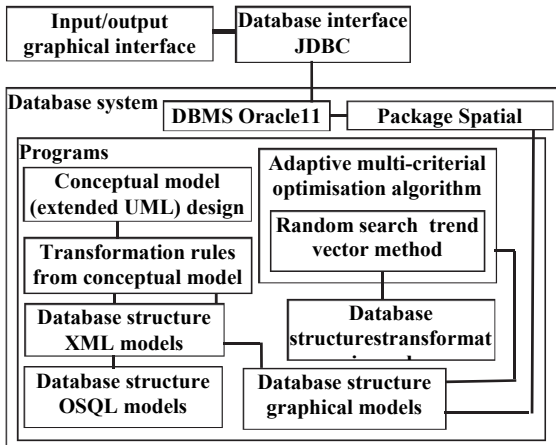 Input/output
graphical interface
Database interface
JDBC
Database system
DBMS Oracle11
Package Spatial
Programs
Conceptual model
(extended UML) design
Transformation rules
from conceptual model
Database structure
XML models
Database structure
OSQL models
Adaptive multi-criterial
optimisation algorithm
Random search trend
vector method
Database
structurestransformat
Database structure
graphical models